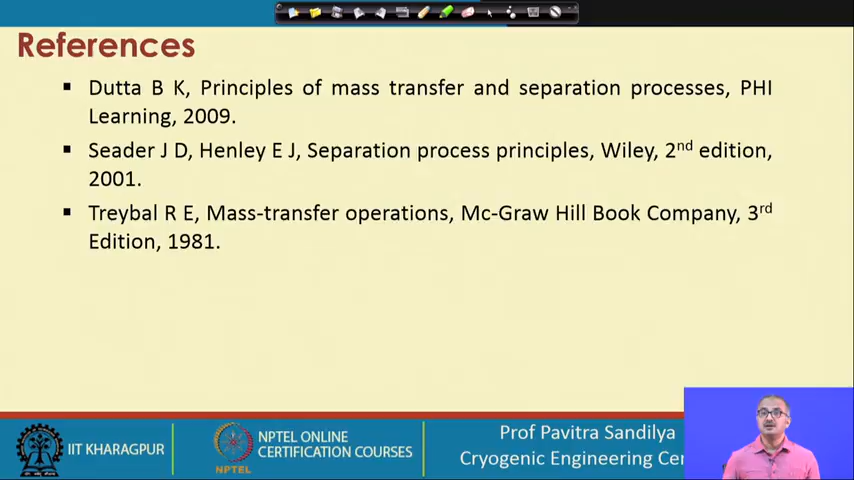 References
▪ Dutta B K, Principles of mass transfer and separation processes, PHI
Learning, 2009.
▪ Seader J D, Henley E J, Separation process principles, Wiley, 2nd edition,
2001.
▪ Treybal R E, Mass-transfer operations, Mc-Graw Hill Book Company, 3rd
Edition, 1981.
IIT KHARAGPUR
NPTEL
NPTEL ONLINE
CERTIFICATION COURSES
Prof Pavitra Sandilya
Cryogenic Engineering Cen